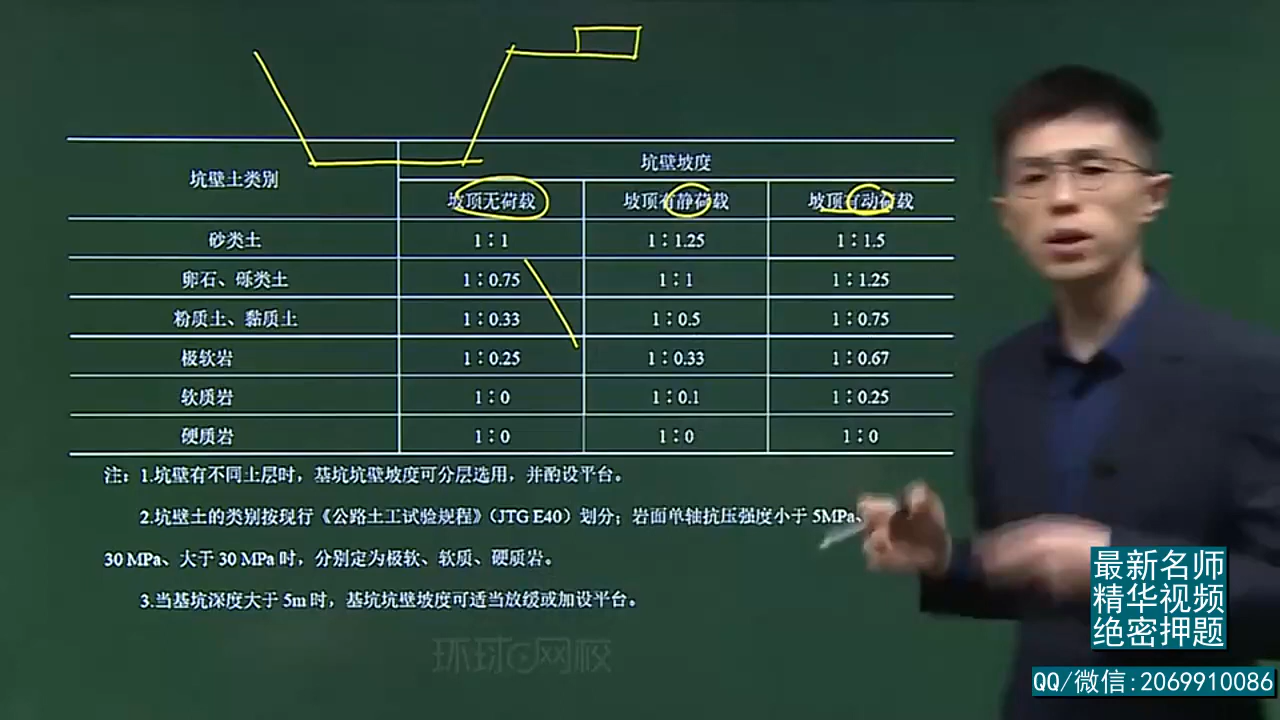 坑壁土类别
坑壁坡度
坡顶无荷载 坡顶有静荷载 坡顶有动荷载
砂类土 1∶1 1∶1.25 1∶1.5
卵石、砾类土 1∶0.75 1∶1 1∶1.25
粉质土、黏质土 1∶0.33 1∶0.5 1∶0.75
极软岩 1∶0.25 1∶0.33 1∶0.67
软质岩 1∶0 1∶0.1 1∶0.25
硬质岩 1∶0 1∶0 1∶0
注：1.坑壁有不同土层时，基坑坑壁坡度可分层选用，并酌设平台。
2.坑壁土的类别按现行《公路土工试验规程》（JTG E40）划分；岩面单轴抗压强度小于 5MPa、
30 MPa、大于 30 MPa 时，分别定为极软、软质、硬质岩。
3.当基坑深度大于 5m 时，基坑坑壁坡度可适当放缓或加设平台。
环球网校
最新名师
精华视频
绝密押题
QQ/微信:2069910086